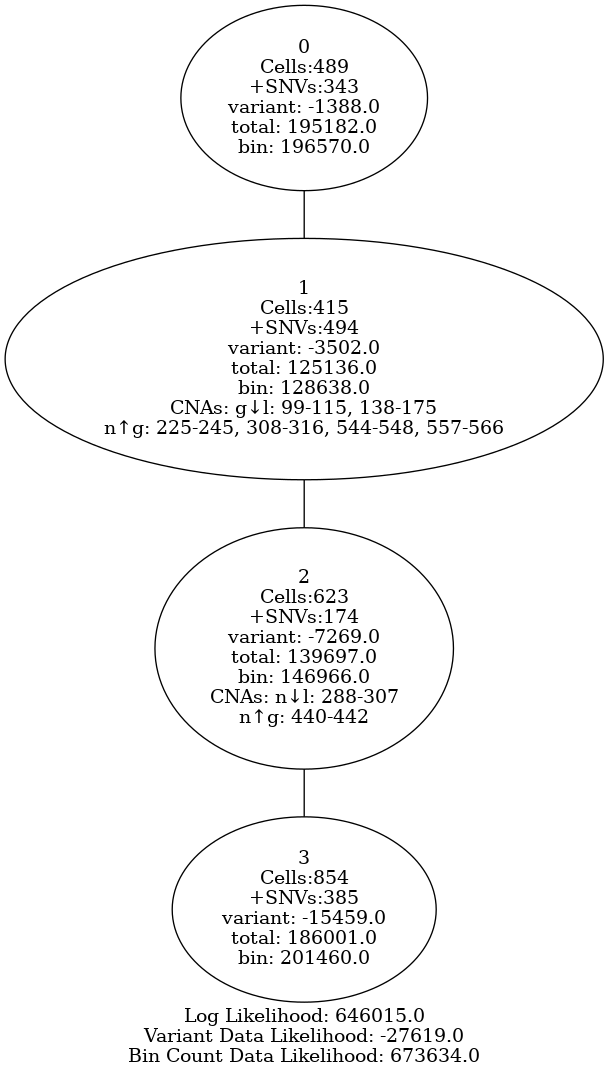 0
Cells:489
+SNVs:343
variant: -1388.0
total: 195182.0
bin: 196570.0
1
Cells:415
+SNVs:494
variant: -3502.0
total: 125136.0
bin: 128638.0
CNAs: g↓l: 99-115, 138-175
n↑g: 225-245, 308-316, 544-548, 557-566
2
Cells:623
+SNVs:174
variant: -7269.0
total: 139697.0
bin: 146966.0
CNAs: n↓l: 288-307
n↑g: 440-442
3
Cells:854
+SNVs:385
variant: -15459.0
total: 186001.0
bin: 201460.0
Log Likelihood: 646015.0
Variant Data Likelihood: -27619.0
Bin Count Data Likelihood: 673634.0